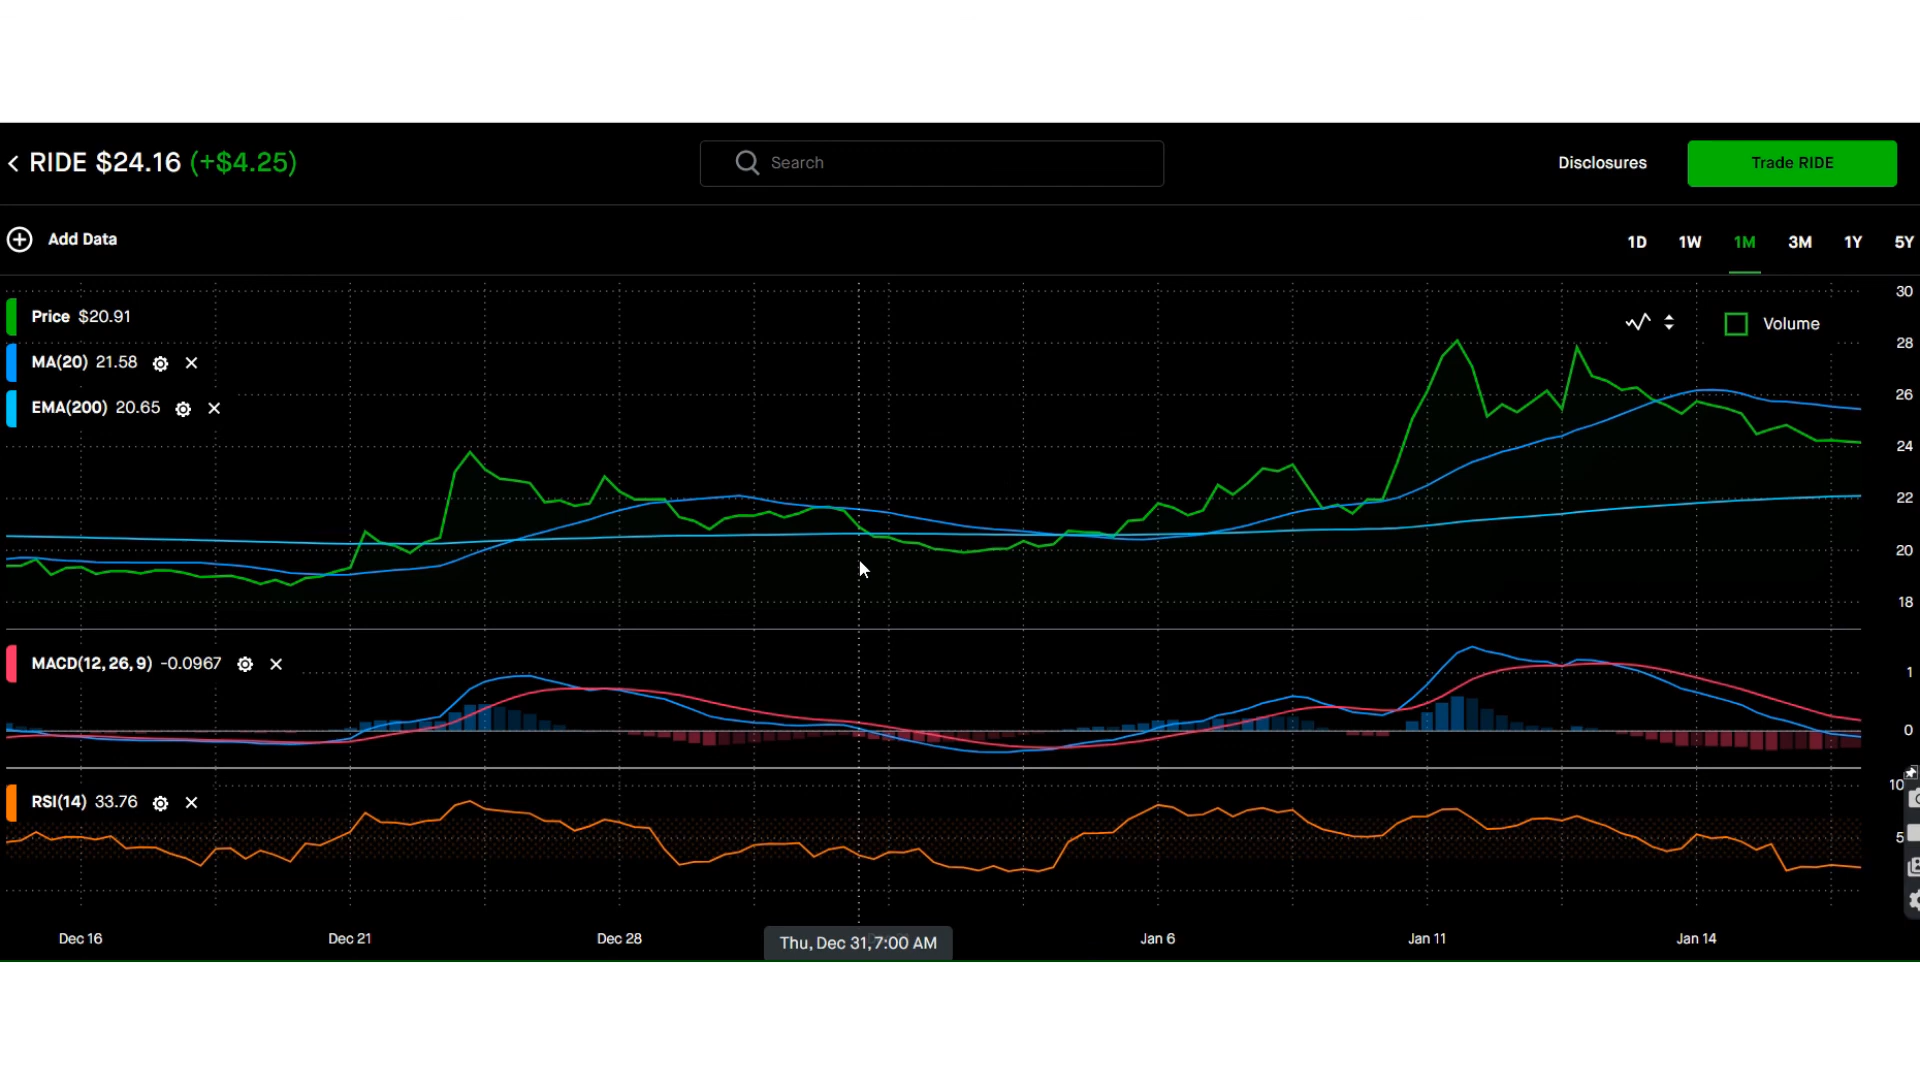 RIDE $24.16 (+$4.25)
Search
Disclosures
Trade RIDE
Add Data
1D 1W 1M 3M 1Y 5Y
Price $20.91
MA(20) 21.58
EMA(200) 20.65
Volume
30
28
26
24
22
20
18
MACD(12, 26, 9) -0.0967
1
0
RSI(14) 33.76
10
5
Dec 16 Dec 21 Dec 28 Thu, Dec 31, 7:00 AM Jan 6 Jan 11 Jan 14